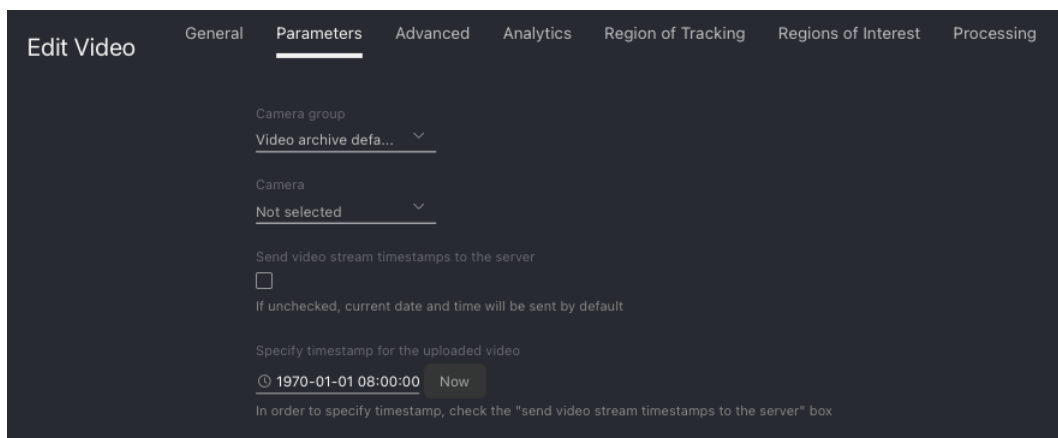 Edit Video
General Parameters Advanced Analytics Region of Tracking Regions of Interest Processing
Camera group
Video archive defa...
Camera
Not selected
Send video stream timestamps to the server
If unchecked, current date and time will be sent by default
Specify timestamp for the uploaded video
1970-01-01 08:00:00 Now
In order to specify timestamp, check the "send video stream timestamps to the server" box